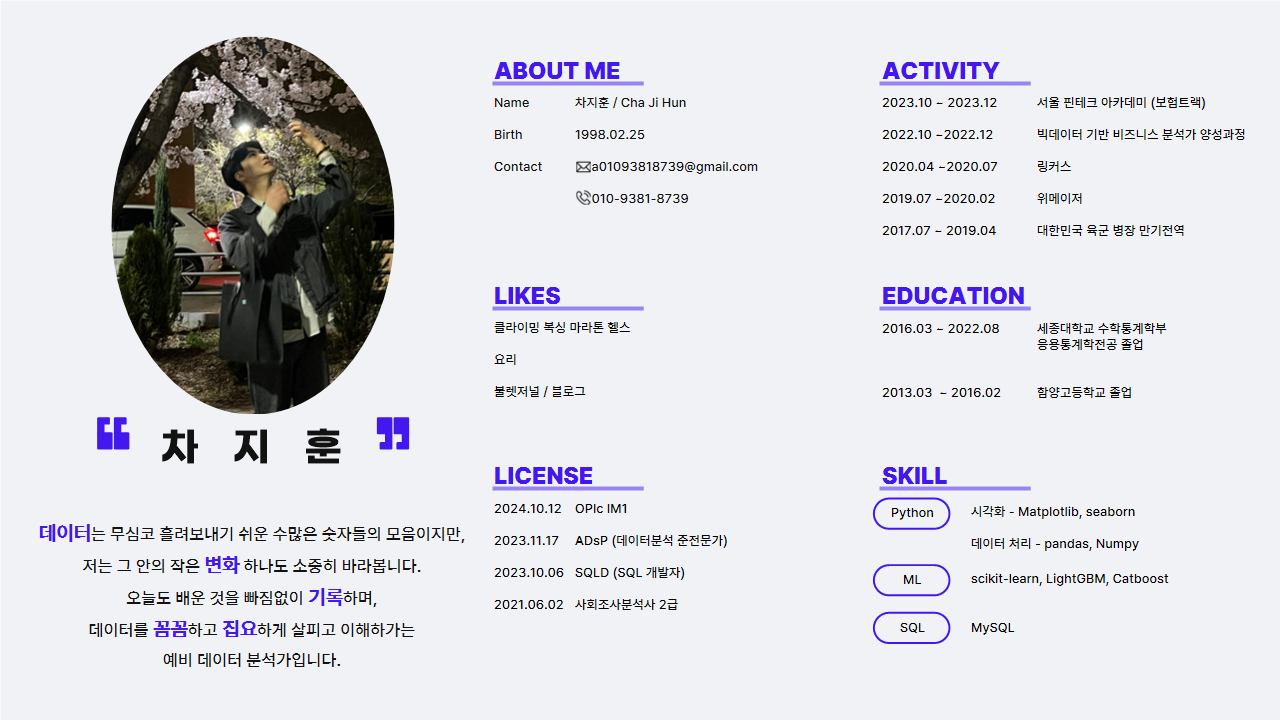 ❝ 차 지 훈 ❞
데이터는 무심코 흘려보내기 쉬운 수많은 숫자들의 모음이지만,
저는 그 안의 작은 변화 하나도 소중히 바라봅니다.
오늘도 배운 것을 빠짐없이 기록하며,
데이터를 꼼꼼하고 집요하게 살피고 이해하가는
예비 데이터 분석가입니다.
ABOUT ME
Name 차지훈 / Cha Ji Hun
Birth 1998.02.25
Contact a01093818739@gmail.com
010-9381-8739
LIKES
클라이밍 복싱 마라톤 헬스
요리
불렛저널 / 블로그
LICENSE
2024.10.12 OPIc IM1
2023.11.17 ADsP (데이터분석 준전문가)
2023.10.06 SQLD (SQL 개발자)
2021.06.02 사회조사분석사 2급
ACTIVITY
2023.10 ~ 2023.12 서울 핀테크 아카데미 (보험트랙)
2022.10 ~2022.12 빅데이터 기반 비즈니스 분석가 양성과정
2020.04 ~2020.07 링커스
2019.07 ~2020.02 위메이저
2017.07 ~ 2019.04 대한민국 육군 병장 만기전역
EDUCATION
2016.03 ~ 2022.08 세종대학교 수학통계학부
응용통계학전공 졸업
2013.03 ~ 2016.02 함양고등학교 졸업
SKILL
Python 시각화 - Matplotlib, seaborn
데이터 처리 - pandas, Numpy
ML scikit-learn, LightGBM, Catboost
SQL MySQL